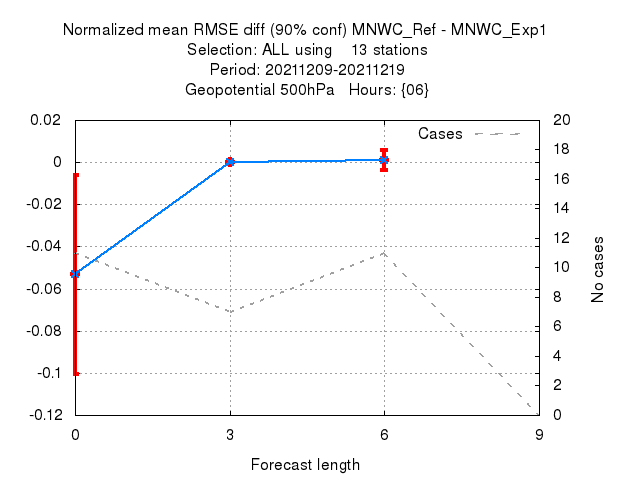 Normalized mean RMSE diff (90% conf) MNWC_Ref - MNWC_Exp1
Selection: ALL using    13 stations
Period: 20211209-20211219
Geopotential 500hPa   Hours: {06}
Cases
0.02
0
-0.02
-0.04
-0.06
-0.08
-0.1
-0.12
20
18
16
14
12
10
8
6
4
2
0
No cases
0 3 6 9
Forecast length